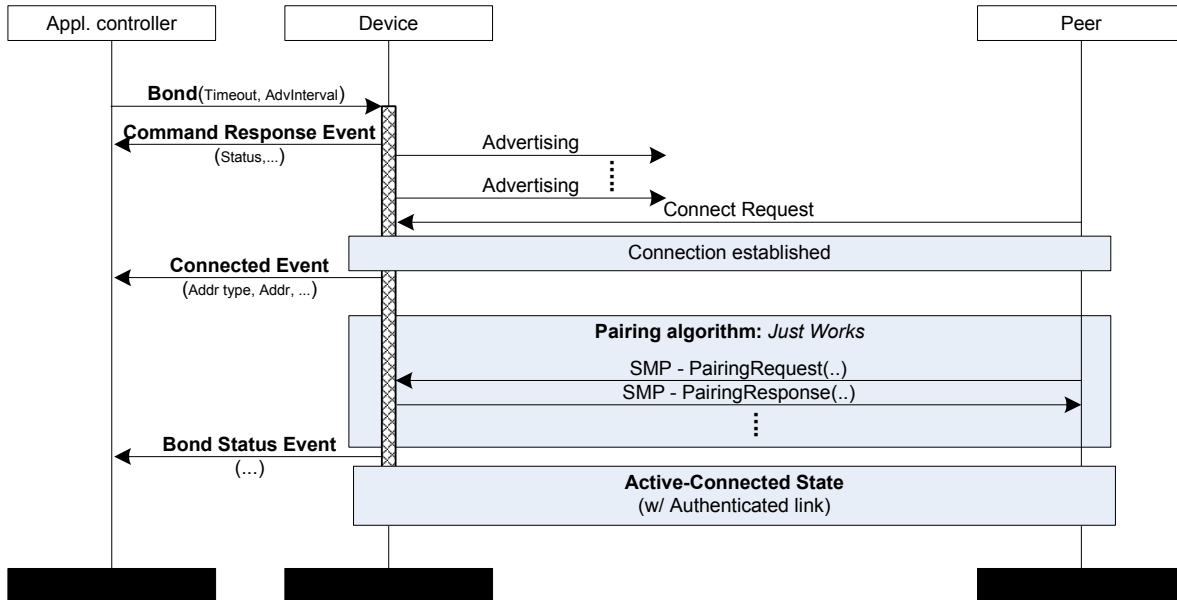 Appl. controller
Device
Peer
Bond(Timeout, AdvInterval)
Command Response Event
(Status,...)
Advertising
Advertising
Connect Request
Connection established
Connected Event
(Addr type, Addr, ...)
Pairing algorithm: Just Works
SMP - PairingRequest(..)
SMP - PairingResponse(..)
Bond Status Event
(...)
Active-Connected State
(w/ Authenticated link)